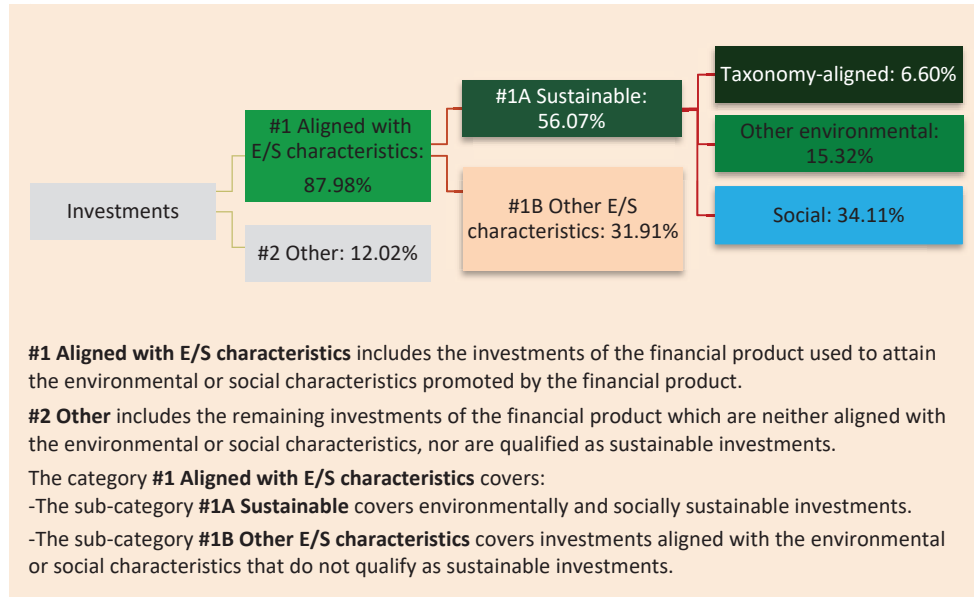 Investments
#1 Aligned with
E/S characteristics:
87.98%
#2 Other: 12.02%
#1A Sustainable:
56.07%
#1B Other E/S
characteristics: 31.91%
Taxonomy-aligned: 6.60%
Other environmental:
15.32%
Social: 34.11%
#1 Aligned with E/S characteristics includes the investments of the financial product used to attain
the environmental or social characteristics promoted by the financial product.
#2 Other includes the remaining investments of the financial product which are neither aligned with
the environmental or social characteristics, nor are qualified as sustainable investments.
The category #1 Aligned with E/S characteristics covers:
-The sub-category #1A Sustainable covers environmentally and socially sustainable investments.
-The sub-category #1B Other E/S characteristics covers investments aligned with the environmental
or social characteristics that do not qualify as sustainable investments.